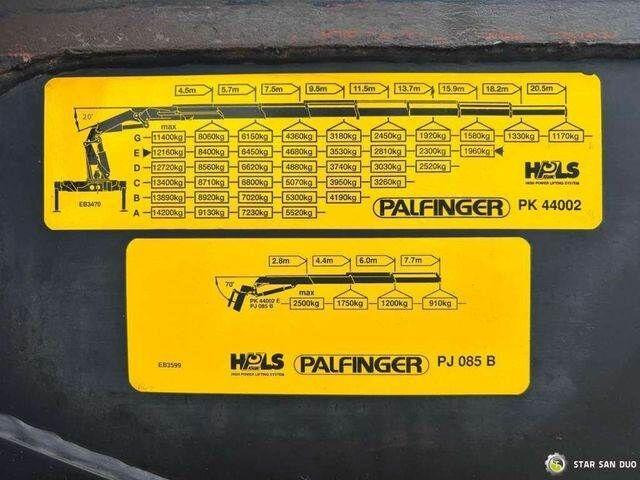 4.5m 5.7m 7.5m 9.5m 11.5m 13.7m 15.9m 18.2m 20.5m
20°
max
G 11400kg 8060kg 6150kg 4360kg 3180kg 2450kg 1920kg 1580kg 1330kg 1170kg
E 12160kg 8400kg 6450kg 4680kg 3530kg 2810kg 2300kg 1960kg
D 12720kg 8560kg 6620kg 4880kg 3740kg 3030kg 2520kg
C 13400kg 8710kg 6800kg 5070kg 3950kg 3260kg
B 13890kg 8920kg 7020kg 5300kg 4190kg
A 14200kg 9130kg 7230kg 5520kg
EB3470
HPLS
HIGH POWER LIFTING SYSTEM
PALFINGER PK 44002
2.8m 4.4m 6.0m 7.7m
70°
PK 44002 E
PJ 085 B
max
2500kg 1750kg 1200kg 910kg
EB3599
HPLS
HIGH POWER LIFTING SYSTEM
PALFINGER PJ 085 B
STAR SAN DUO